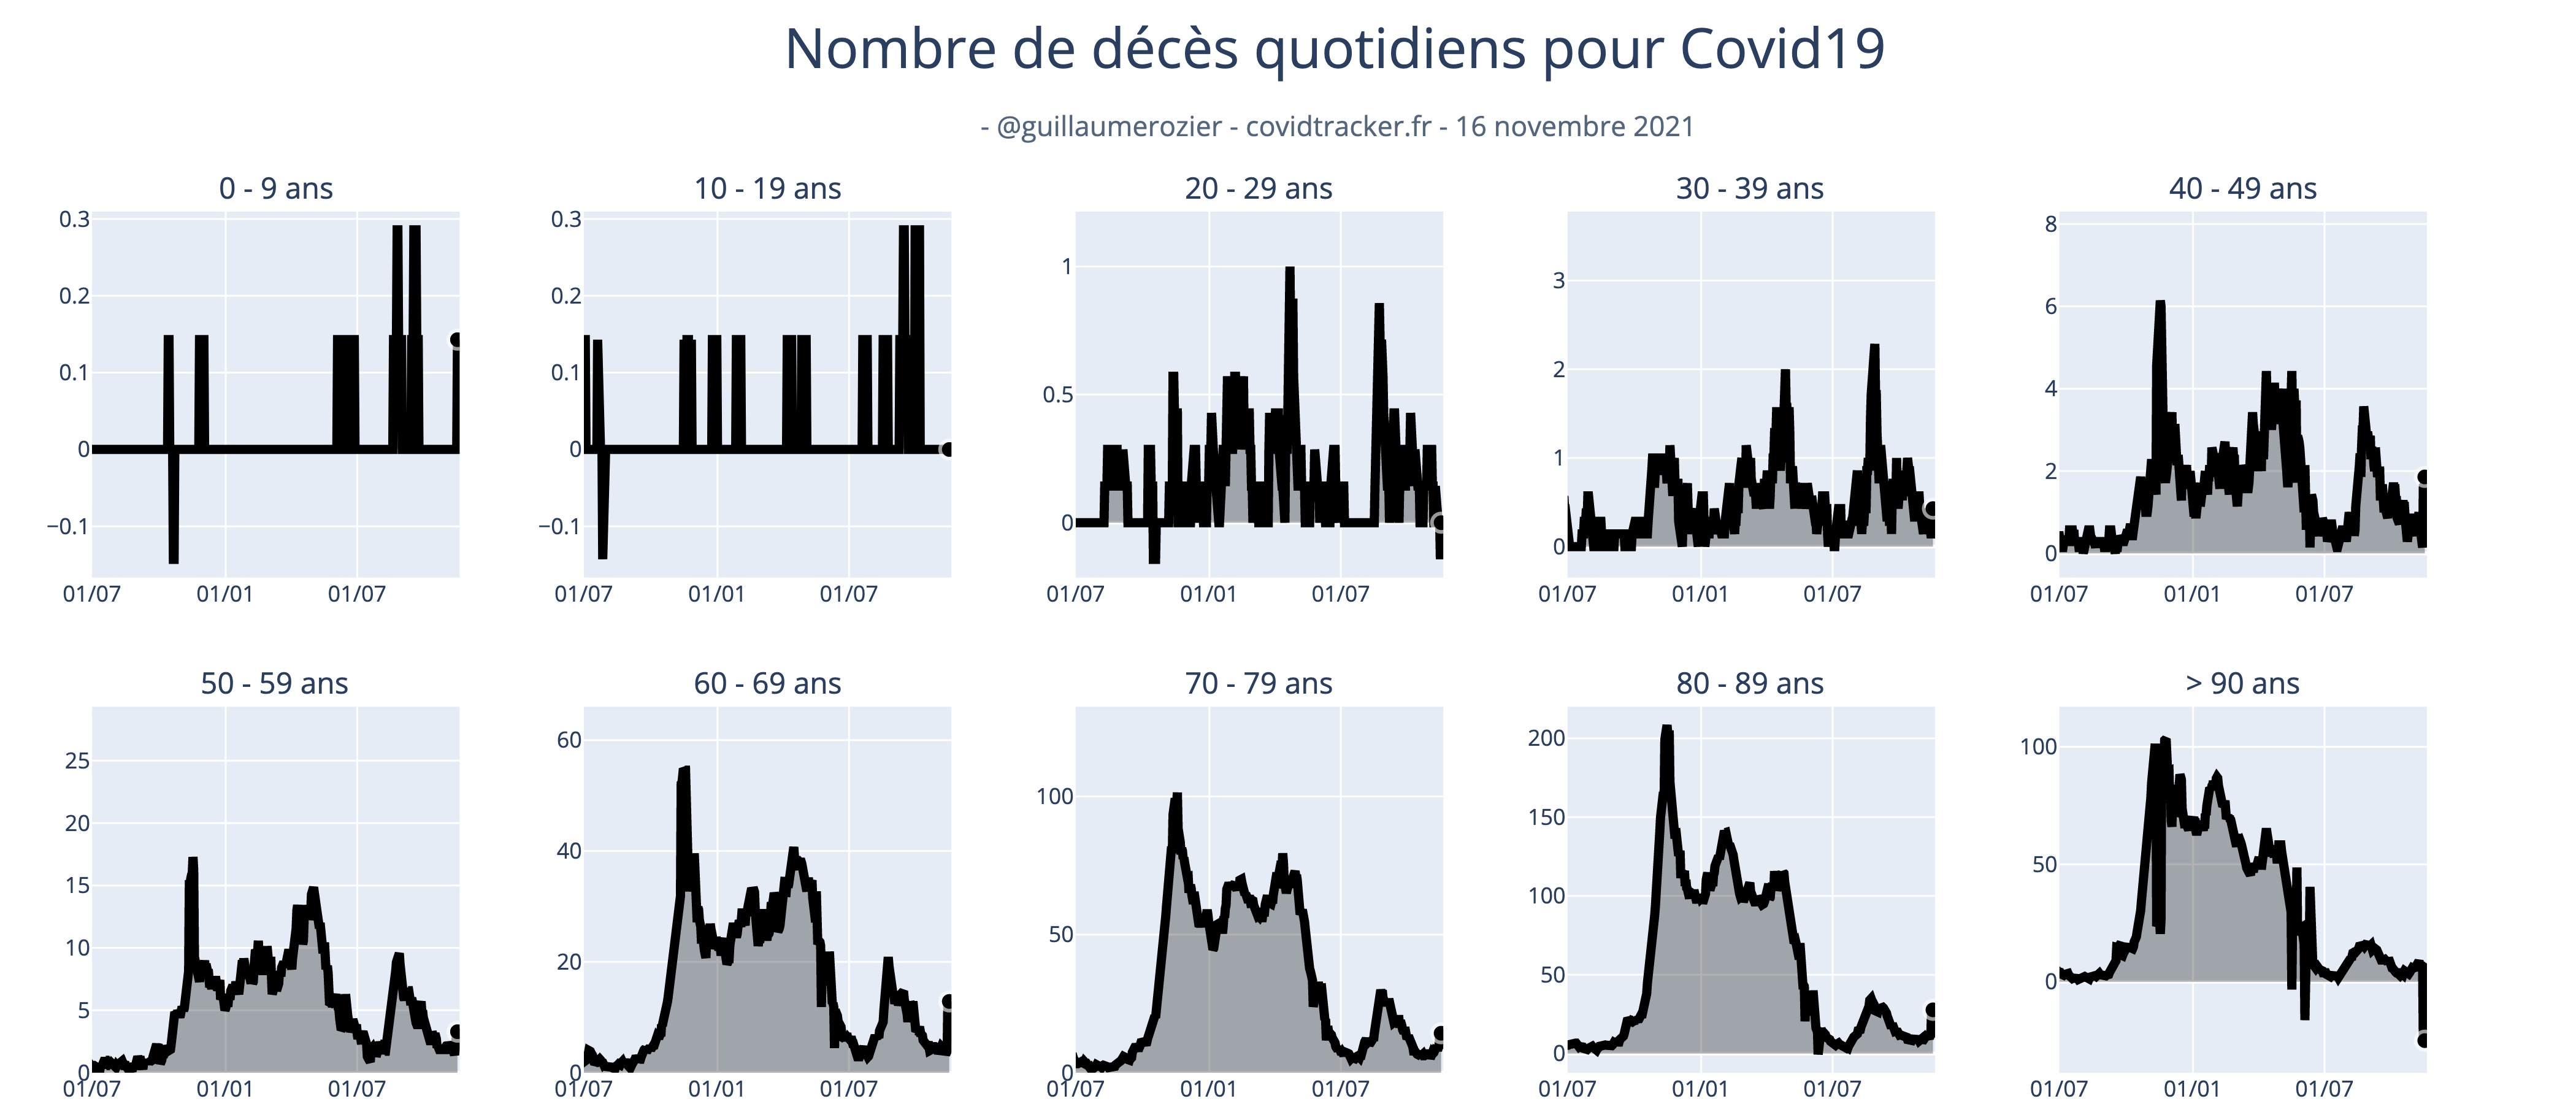 Nombre de décès quotidiens pour Covid19
- @guillaumerozier - covidtracker.fr - 16 novembre 2021
0 - 9 ans
0.3
0.2
0.1
0
−0.1
01/07 01/01 01/07
10 - 19 ans
0.3
0.2
0.1
0
−0.1
01/07 01/01 01/07
20 - 29 ans
1
0.5
0
01/07 01/01 01/07
30 - 39 ans
3
2
1
0
01/07 01/01 01/07
40 - 49 ans
8
6
4
2
0
01/07 01/01 01/07
50 - 59 ans
25
20
15
10
5
0
01/07 01/01 01/07
60 - 69 ans
60
40
20
0
01/07 01/01 01/07
70 - 79 ans
100
50
0
01/07 01/01 01/07
80 - 89 ans
200
150
100
50
0
01/07 01/01 01/07
> 90 ans
100
50
0
01/07 01/01 01/07